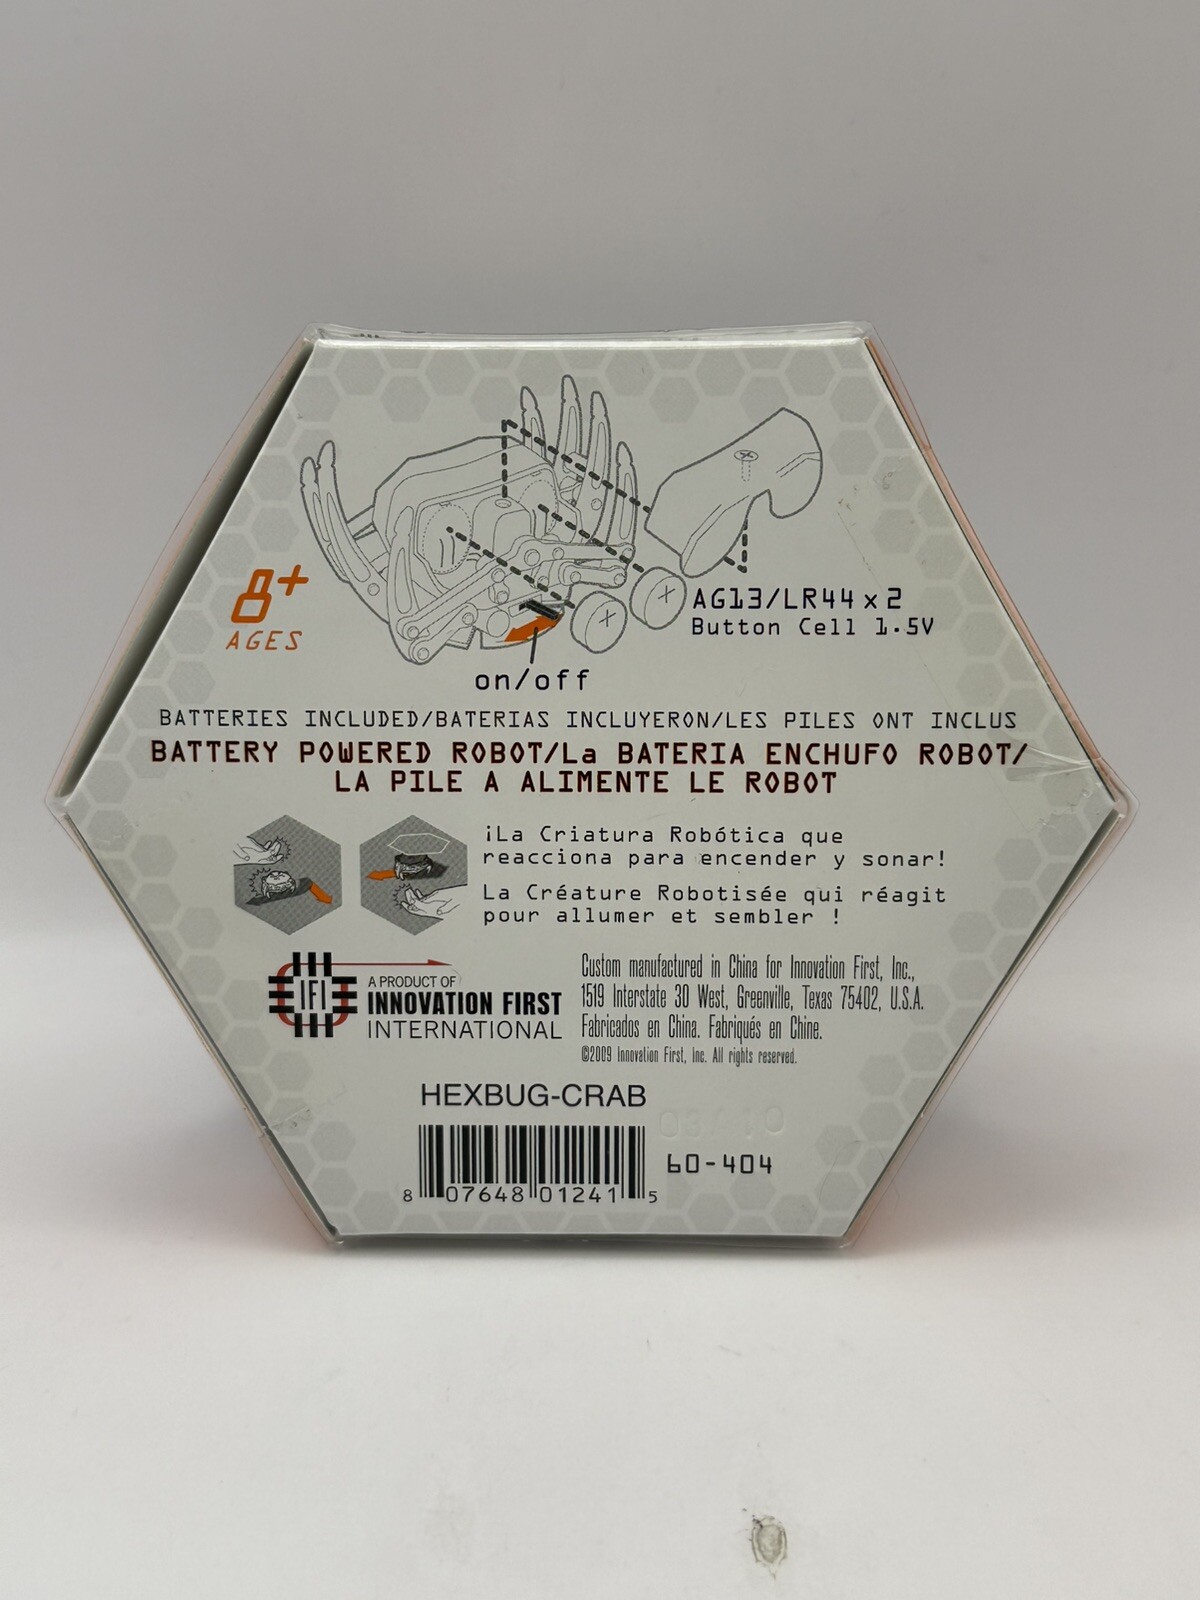 8+
AGES
AG13/LR44 x 2
Button Cell 1.5V
on/off
BATTERIES INCLUDED/BATERIAS INCLUYERON/LES PILES ONT INCLUS
BATTERY POWERED ROBOT/La BATERIA ENCHUFO ROBOT/
LA PILE A ALIMENTE LE ROBOT
¡La Criatura Robótica que
reacciona para encender y sonar!
La Créature Robotisée qui réagit
pour allumer et sembler !
IFI
A PRODUCT OF
INNOVATION FIRST
INTERNATIONAL
Custom manufactured in China for Innovation First, Inc.,
1519 Interstate 30 West, Greenville, Texas 75402, U.S.A.
Fabricados en China. Fabriqués en Chine.
©2009 Innovation First, Inc. All rights reserved.
HEXBUG-CRAB
60-404
8 07648 01241 5